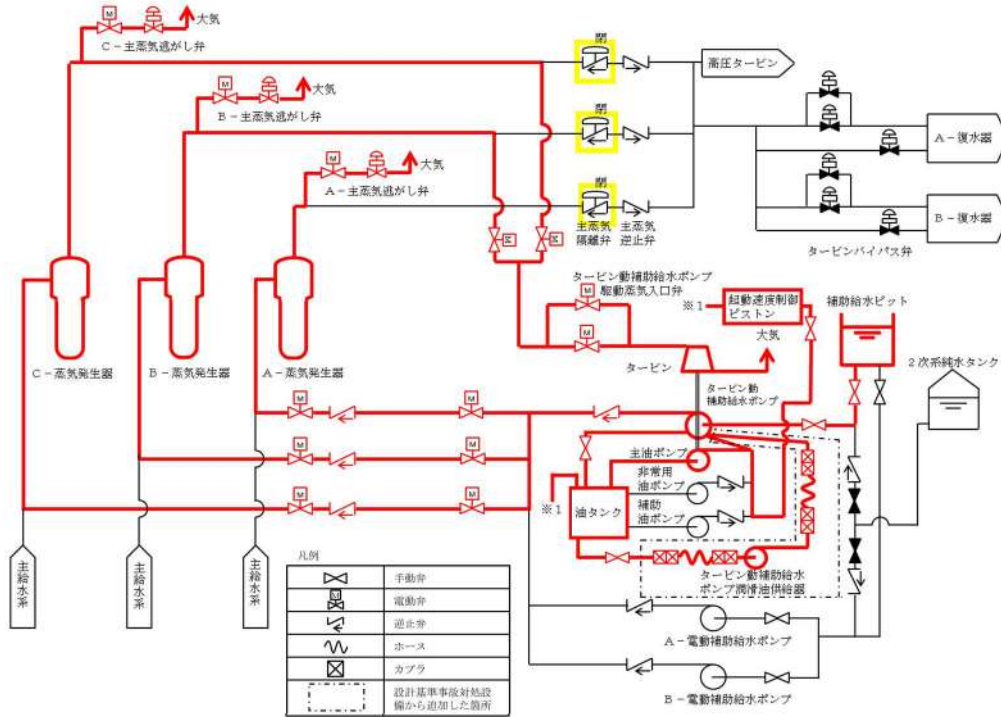 大気
C－主蒸気逃がし弁
大気
B－主蒸気逃がし弁
大気
A－主蒸気逃がし弁
閉
閉
閉
主蒸気
隔離弁
主蒸気
逆止弁
高圧タービン
A－復水器
B－復水器
タービンバイパス弁
C－蒸気発生器
B－蒸気発生器
A－蒸気発生器
タービン動補助給水ポンプ
駆動蒸気入口弁
※1
起動速度制御
ピストン
補助給水ピット
2次系純水タンク
大気
タービン
タービン動
補助給水ポンプ
主油ポンプ
非常用
油ポンプ
補助
油ポンプ
※1
油タンク
タービン動補助給水
ポンプ潤滑油供給器
A－電動補助給水ポンプ
B－電動補助給水ポンプ
主給水系
主給水系
主給水系
凡例
手動弁
M
電動弁
逆止弁
ホース
カプラ
設計基準事故対処設
備から追加した箇所
M
M
M
M
M
M
M
M
M
M
M
M
M